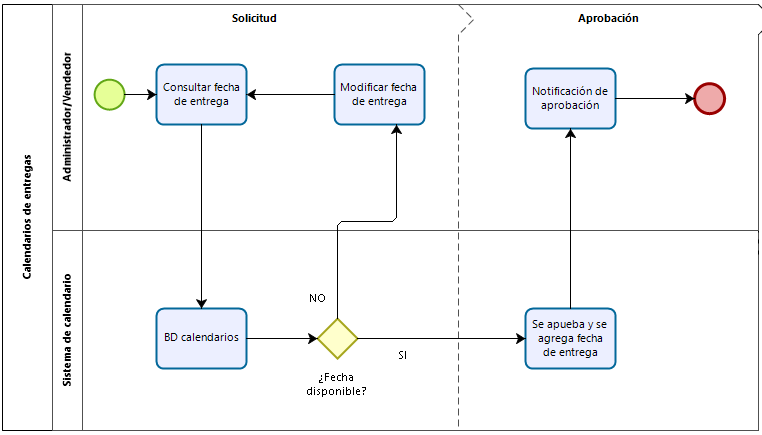 Solicitud
Aprobación
Calendarios de entregas
Administrador/Vendedor
Consultar fecha
de entrega
Modificar fecha
de entrega
Notificación de
aprobación
Sistema de calendario
BD calendarios
NO
¿Fecha
disponible?
SI
Se apueba y se
agrega fecha
de entrega